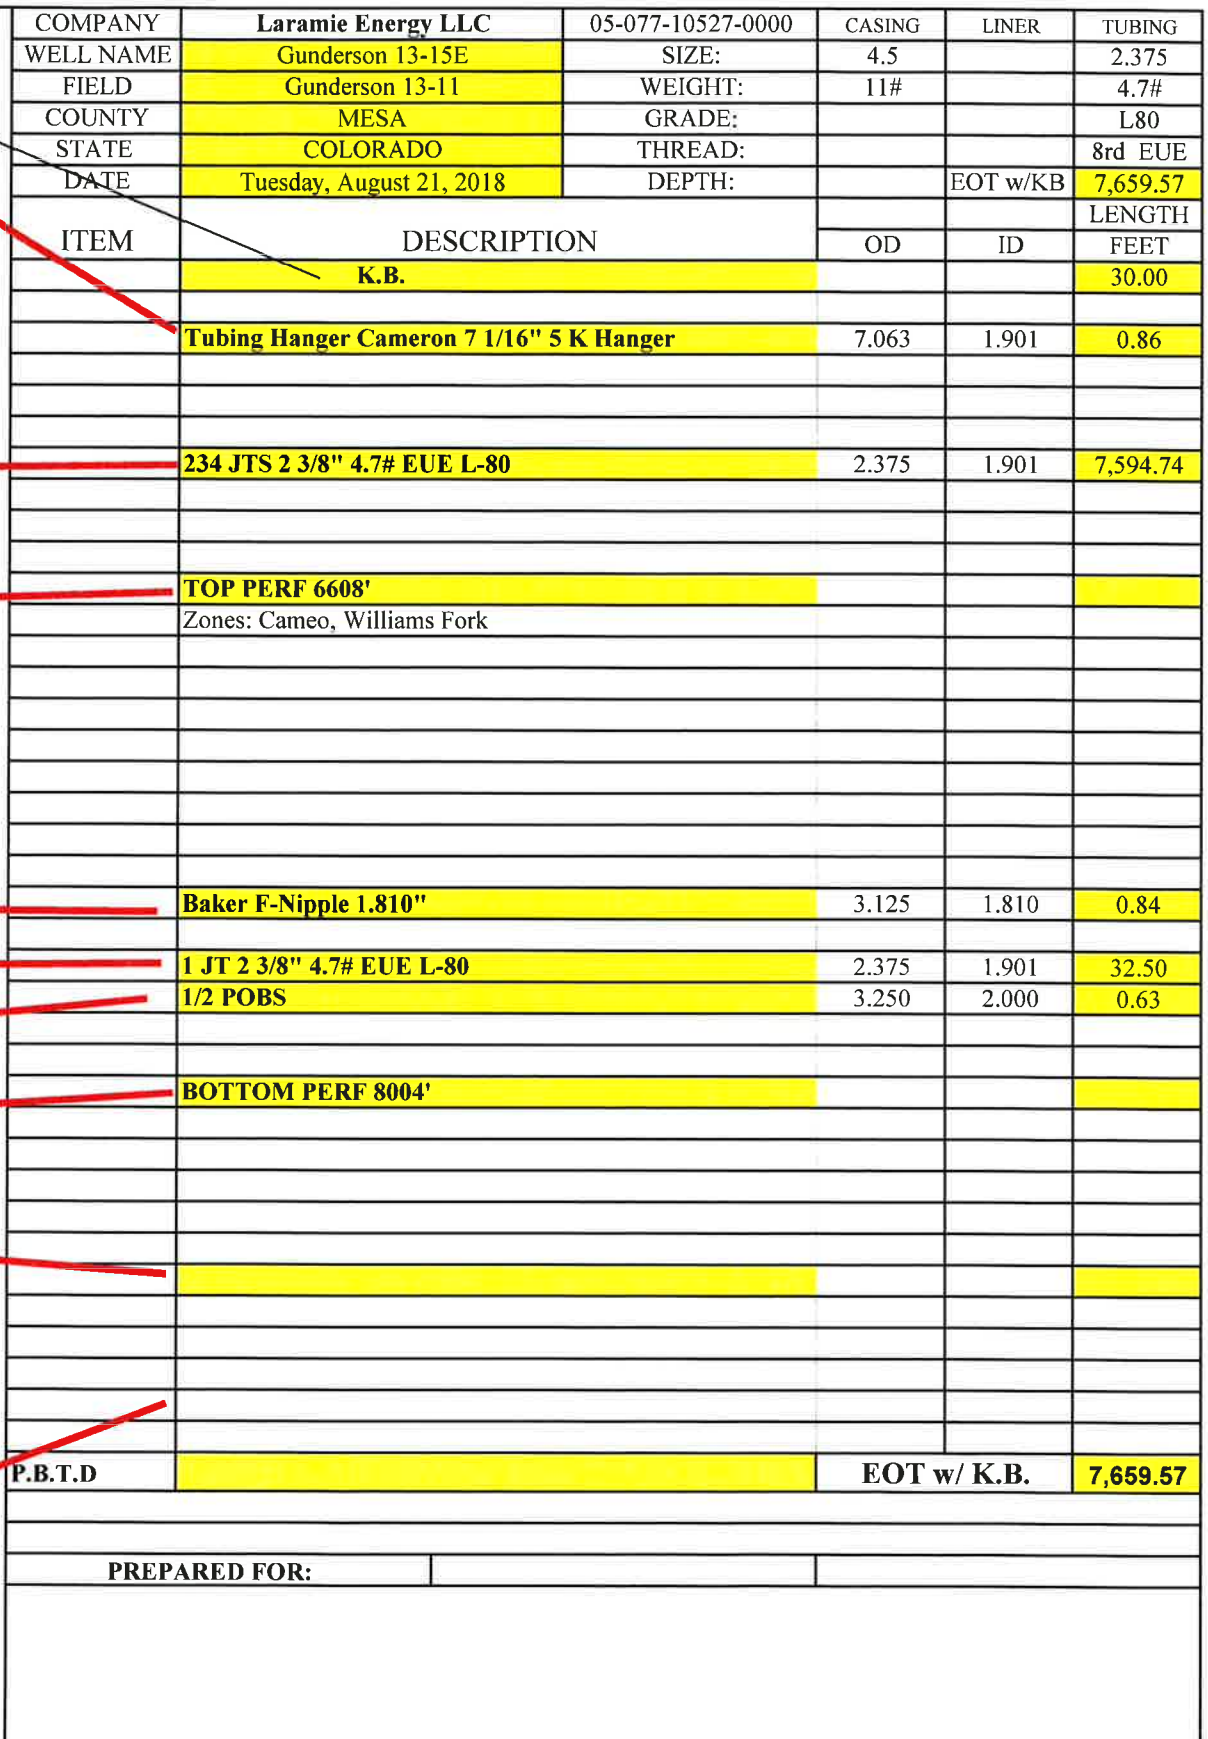 COMPANY Laramie Energy LLC 05-077-10527-0000 CASING LINER TUBING
WELL NAME Gunderson 13-15E SIZE: 4.5 2.375
FIELD Gunderson 13-11 WEIGHT: 11# 4.7#
COUNTY MESA GRADE: L80
STATE COLORADO THREAD: 8rd EUE
DATE Tuesday, August 21, 2018 DEPTH: EOT w/KB 7,659.57
LENGTH
ITEM DESCRIPTION OD ID FEET
K.B. 30.00
Tubing Hanger Cameron 7 1/16" 5 K Hanger 7.063 1.901 0.86
234 JTS 2 3/8" 4.7# EUE L-80 2.375 1.901 7,594.74
TOP PERF 6608'
Zones: Cameo, Williams Fork
Baker F-Nipple 1.810" 3.125 1.810 0.84
1 JT 2 3/8" 4.7# EUE L-80 2.375 1.901 32.50
1/2 POBS 3.250 2.000 0.63
BOTTOM PERF 8004'
P.B.T.D EOT w/ K.B. 7,659.57
PREPARED FOR: